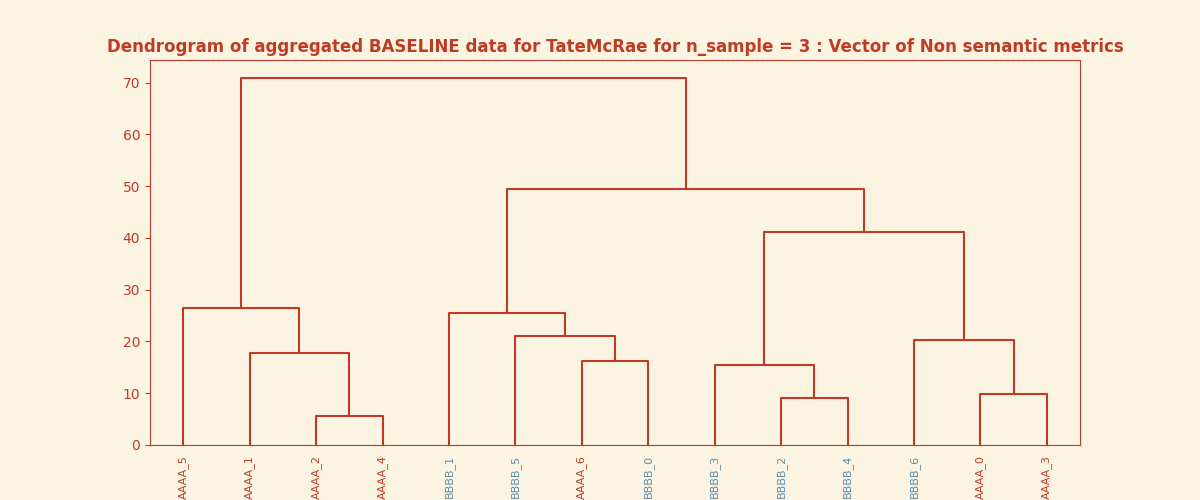 Dendrogram of aggregated BASELINE data for TateMcRae for n_sample = 3 : Vector of Non semantic metrics
70
60
50
40
30
20
10
0
AAAA_5
AAAA_1
AAAA_2
AAAA_4
BBBB_1
BBBB_5
AAAA_6
BBBB_0
BBBB_3
BBBB_2
BBBB_4
BBBB_6
AAAA_0
AAAA_3